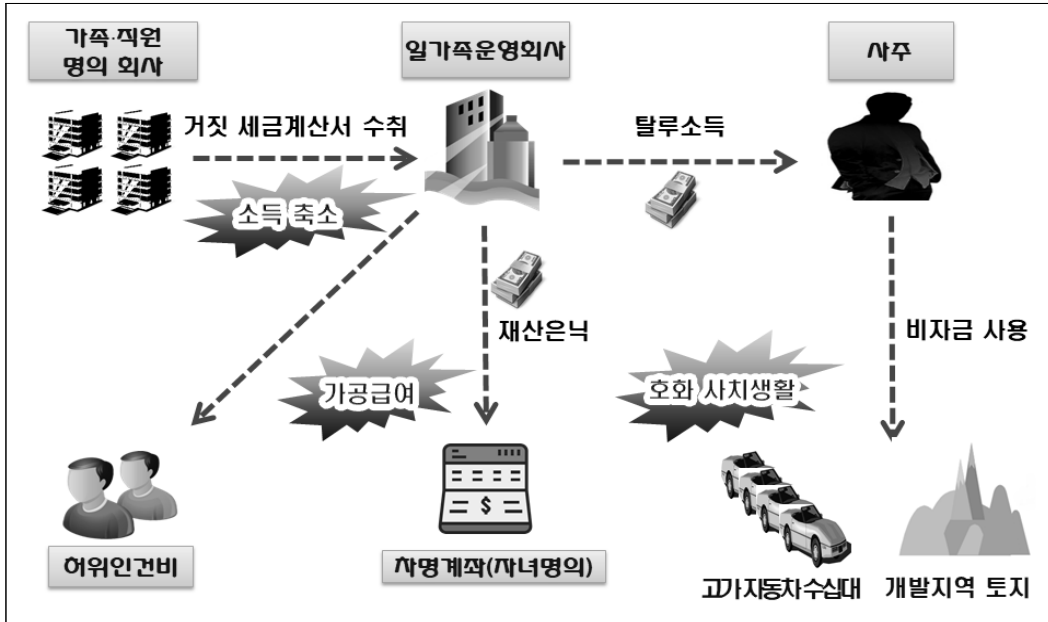 가족·직원
명의 회사
일가족운영회사
사주
거짓 세금계산서 수취
탈루소득
소득 축소
재산은닉
비자금 사용
가공급여
호화 사치생활
$
허위인건비
차명계좌(자녀명의)
고가자동차수십대
개발지역 토지